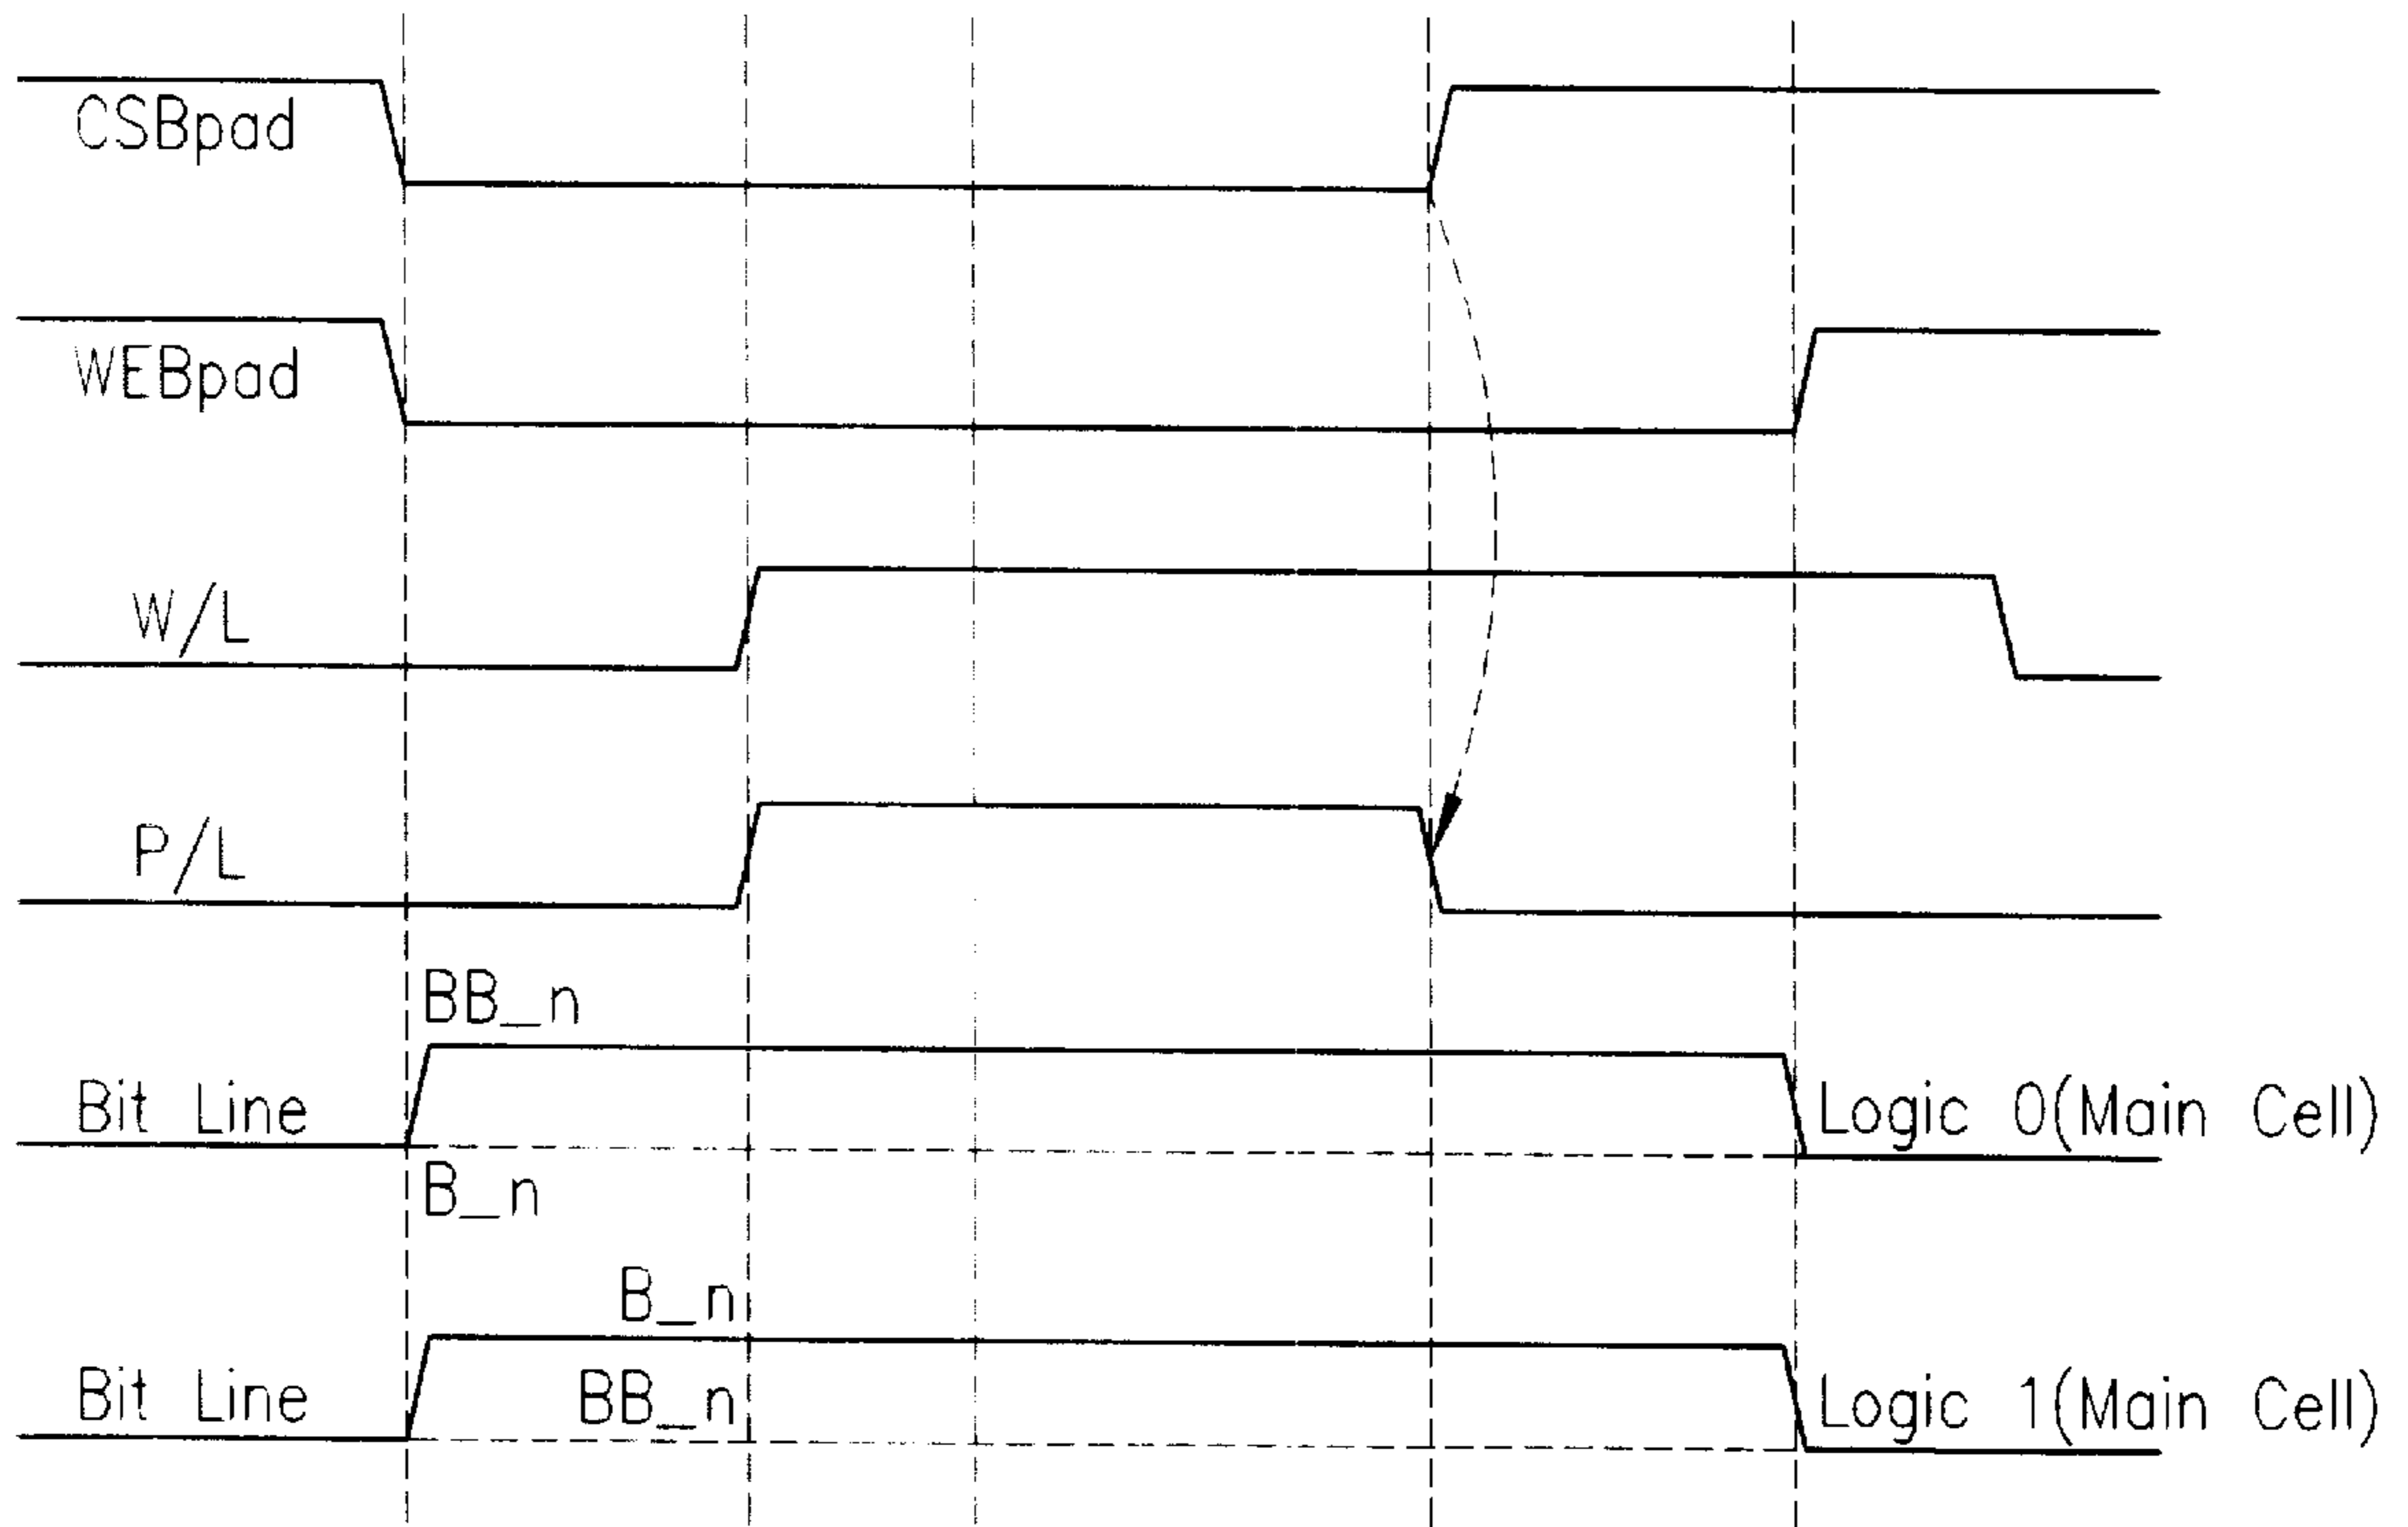 CSBpad
WEBpad
W/L
P/L
BB_n
Bit Line
Logic 0(Main Cell)
B_n
B_n
BB_n
Bit Line
Logic 1(Main Cell)